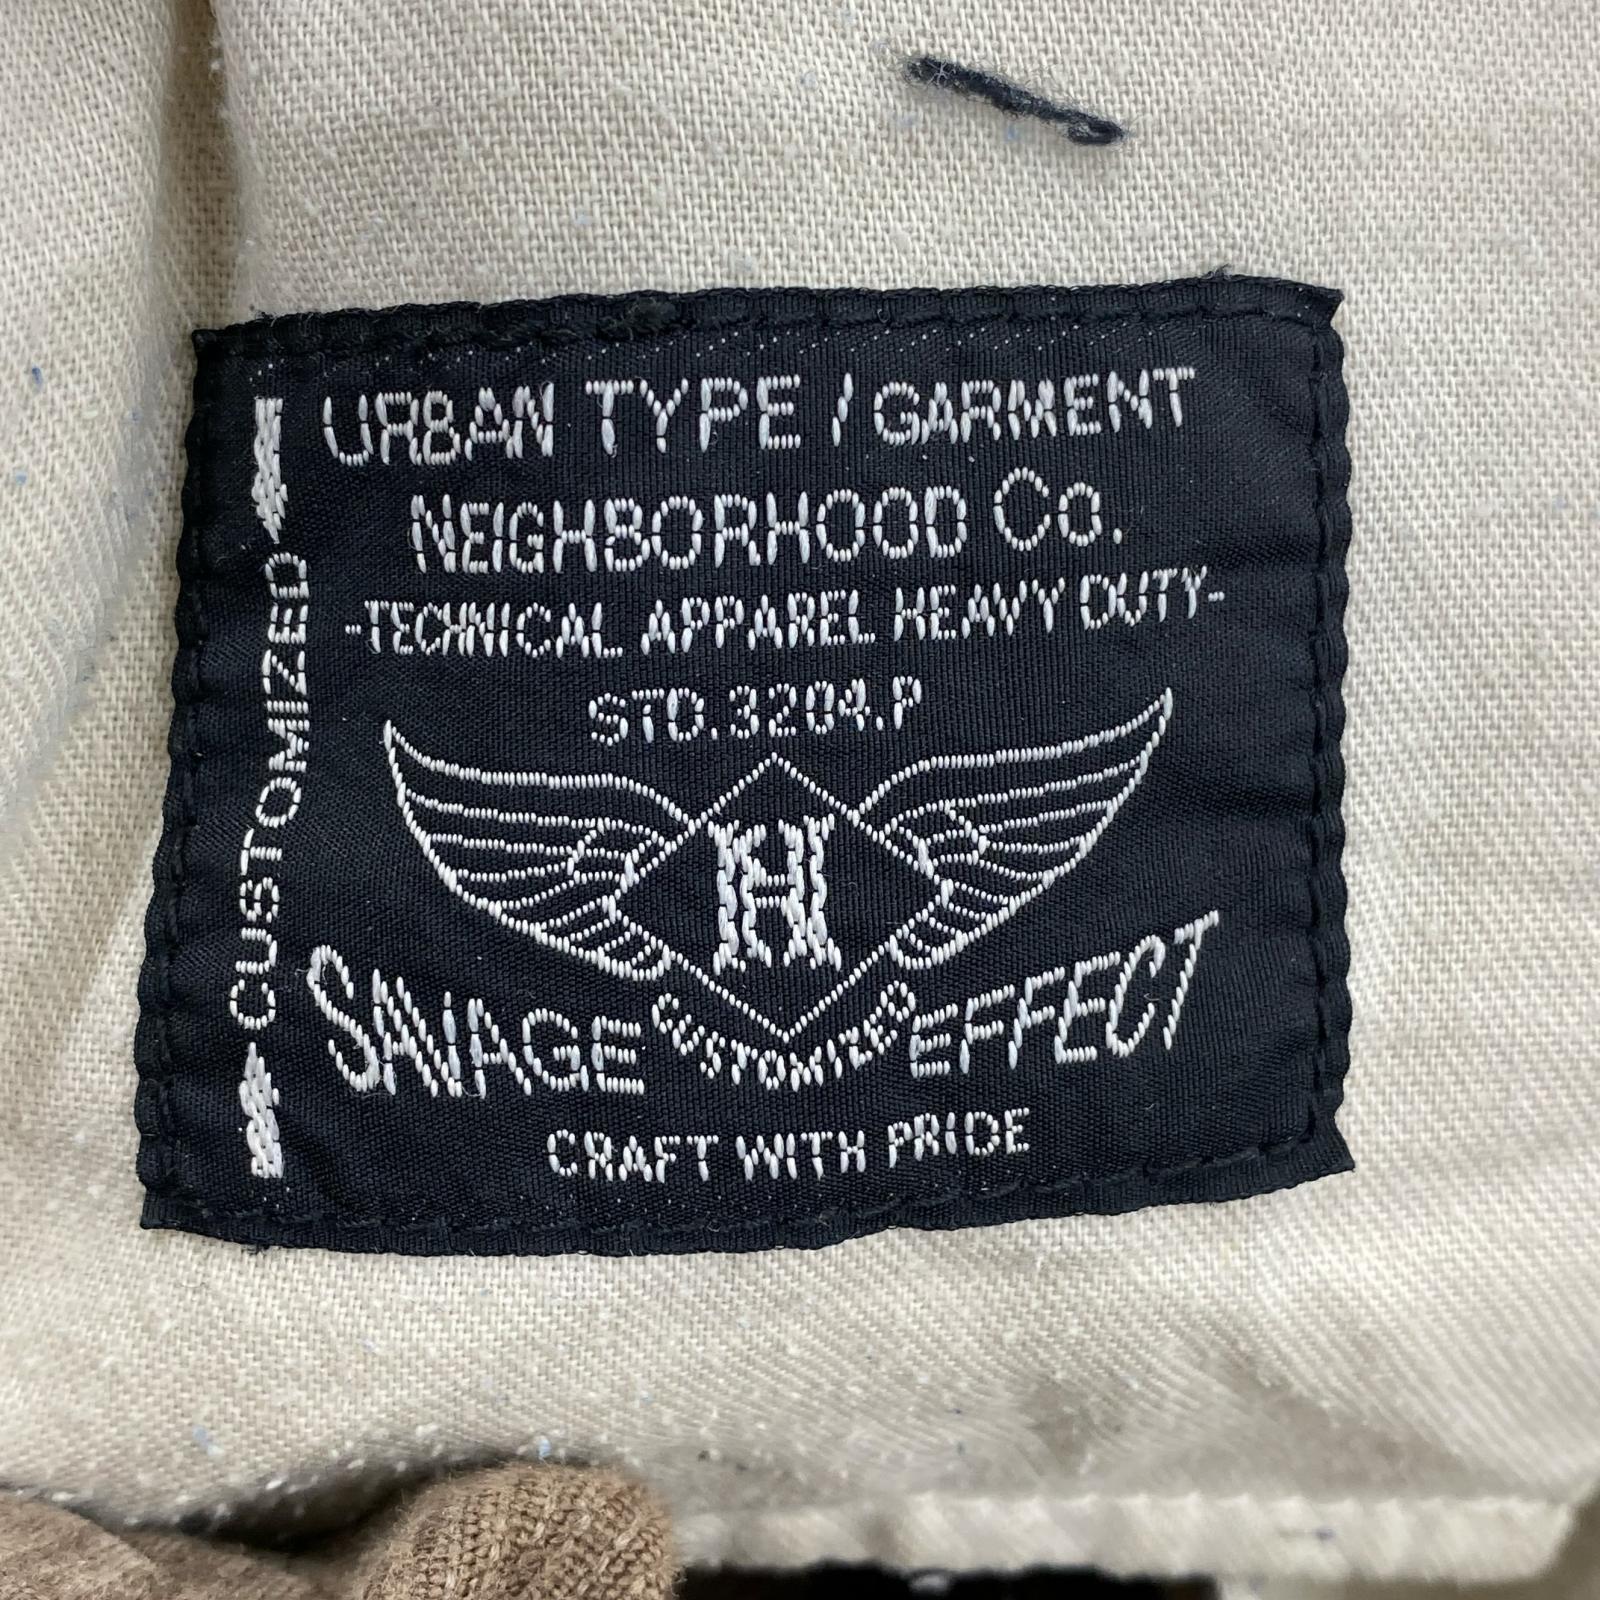 URBAN TYPE / GARMENT
NEIGHBORHOOD CO.
-TECHNICAL APPAREL HEAVY DUTY-
STD.3204.P
H
SAVAGE CUSTOMIZED EFFECT
CRAFT WITH PRIDE
CUSTOMIZED